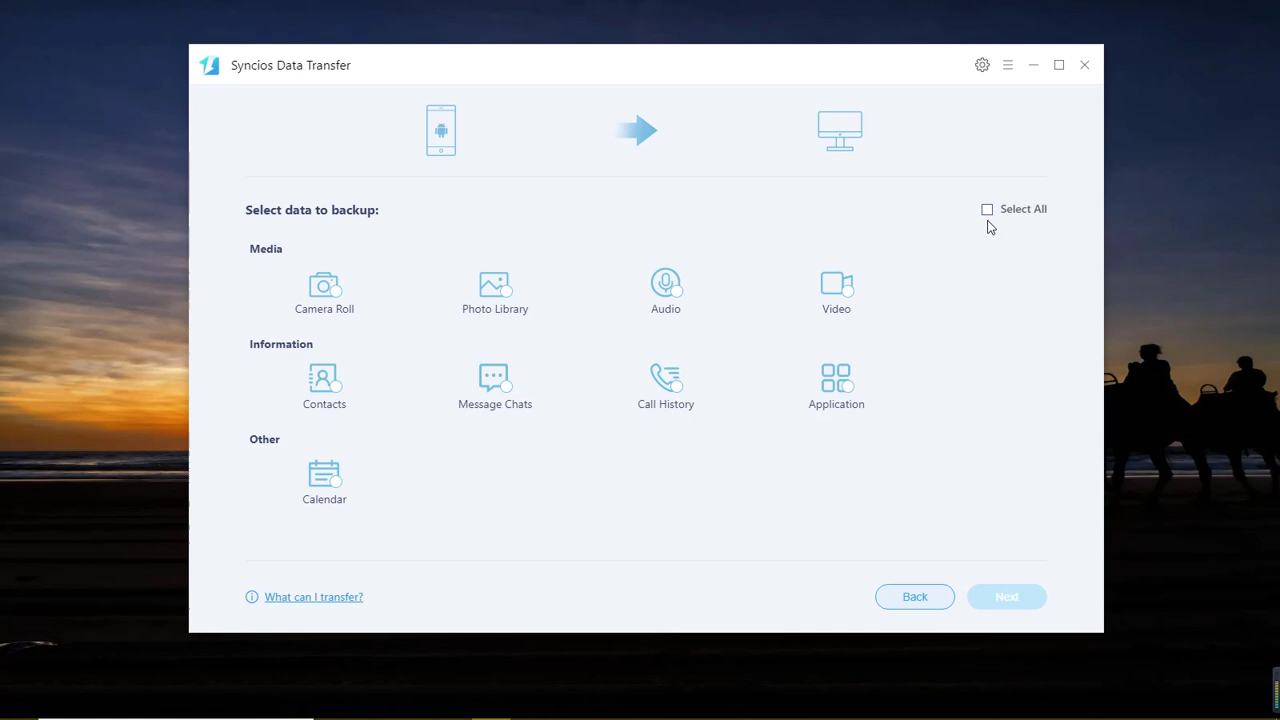 Syncios Data Transfer
Select data to backup:
Select All
Media
Camera Roll
Photo Library
Audio
Video
Information
Contacts
Message Chats
Call History
Application
Other
Calendar
What can I transfer?
Back
Next